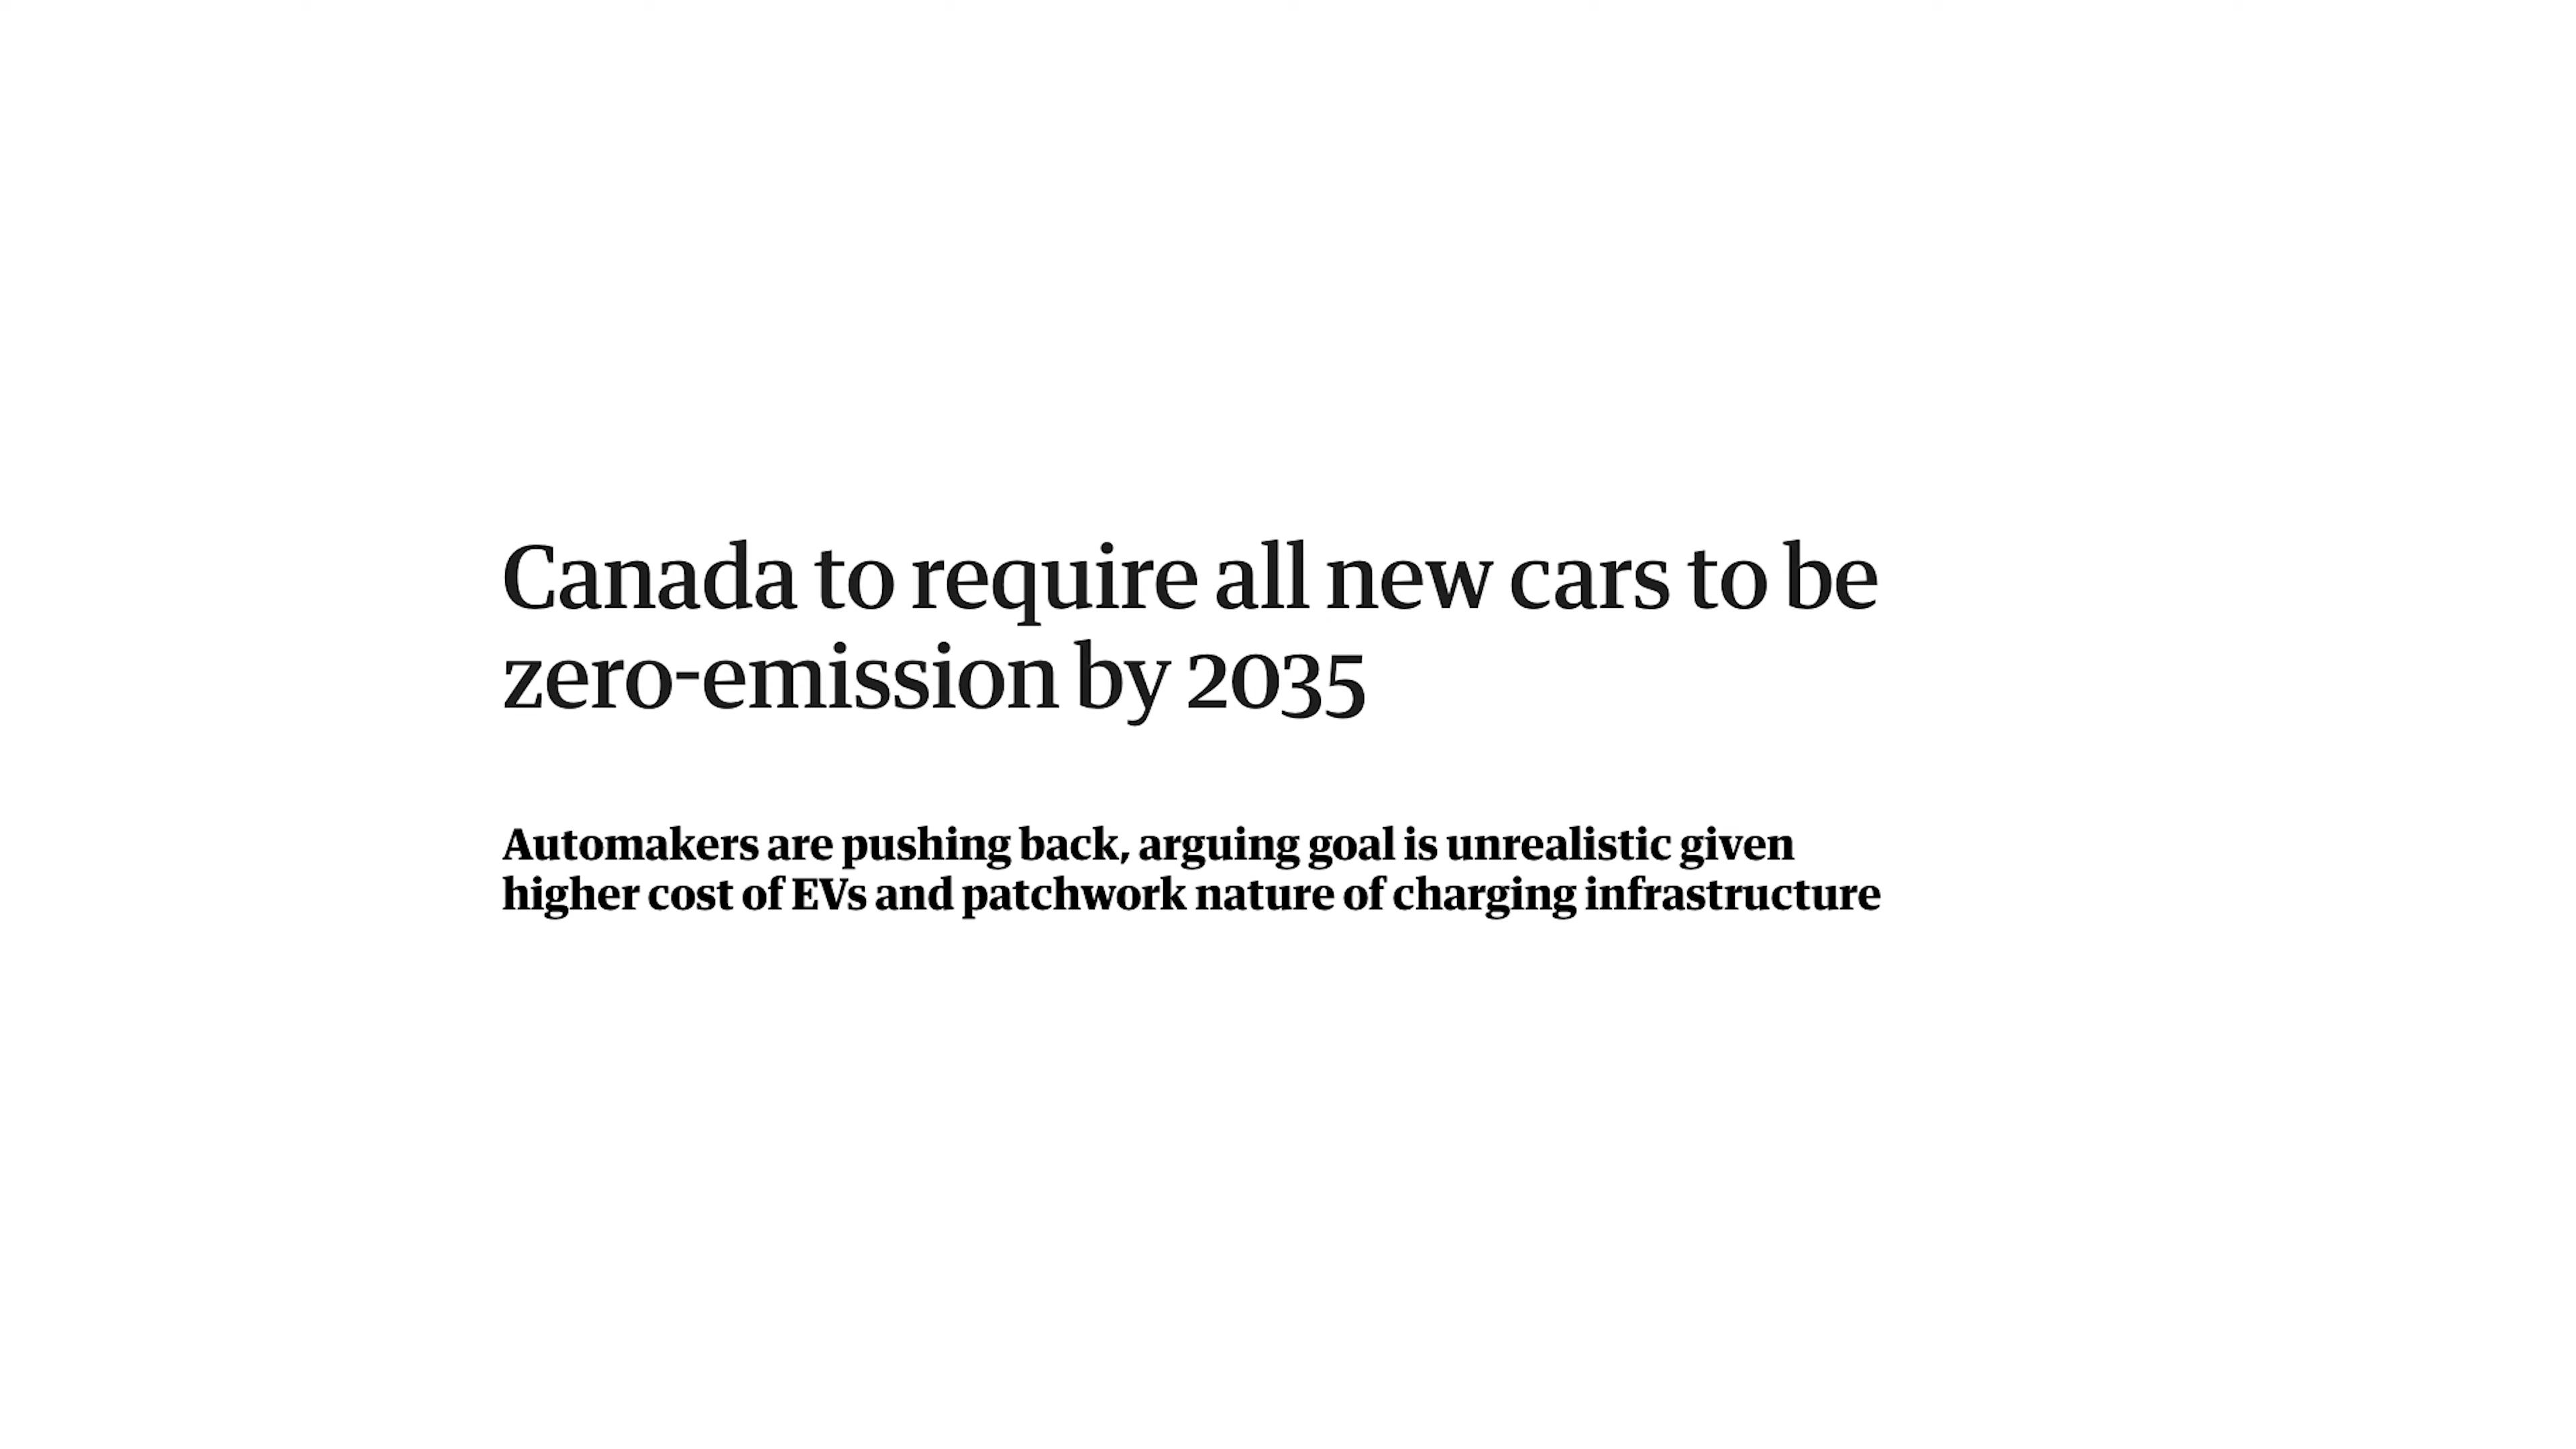 Canada to require all new cars to be
zero-emission by 2035
Automakers are pushing back, arguing goal is unrealistic given
higher cost of EVs and patchwork nature of charging infrastructure